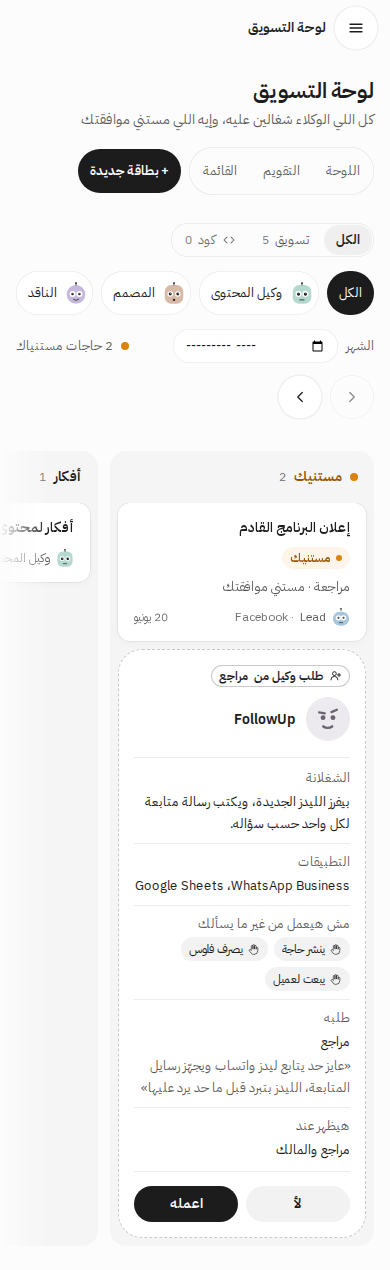 لوحة التسويق
لوحة التسويق
كل اللي الوكلاء شغالين عليه، وإيه اللي مستني موافقتك
اللوحة التقويم القائمة + بطاقة جديدة
الكل تسويق 5 كود 0
الكل وكيل المحتوى المصمم الناقد
الشهر --------- ---- 2 حاجات مستنياك
مستنيك 2
إعلان البرنامج القادم
مستنيك
مراجعة · مستني موافقتك
Lead · Facebook 20 يونيو
طلب وكيل من مراجع
FollowUp
الشغلانة
بيفرز الليدز الجديدة، ويكتب رسالة متابعة
لكل واحد حسب سؤاله.
التطبيقات
WhatsApp Business، Google Sheets
مش هيعمل من غير ما يسألك
ينشر حاجة يصرف فلوس
يبعت لعميل
طلبه
مراجع
«عايز حد يتابع ليدز واتساب ويجهّز رسايل
المتابعة، الليدز بتبرد قبل ما حد يرد عليها»
هيظهر عند
مراجع والمالك
لأ اعمله
أفكار 1
أفكار لمحتوى
وكيل